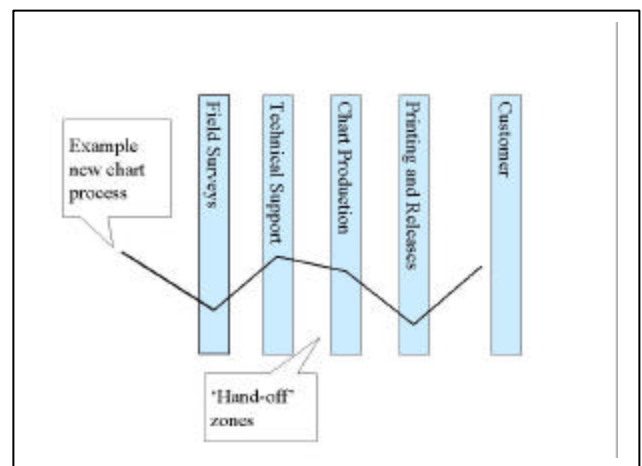 Example
new chart
process
Field Surveys
Technical Support
Chart Production
Printing and Releases
Customer
"Hand-off"
zones